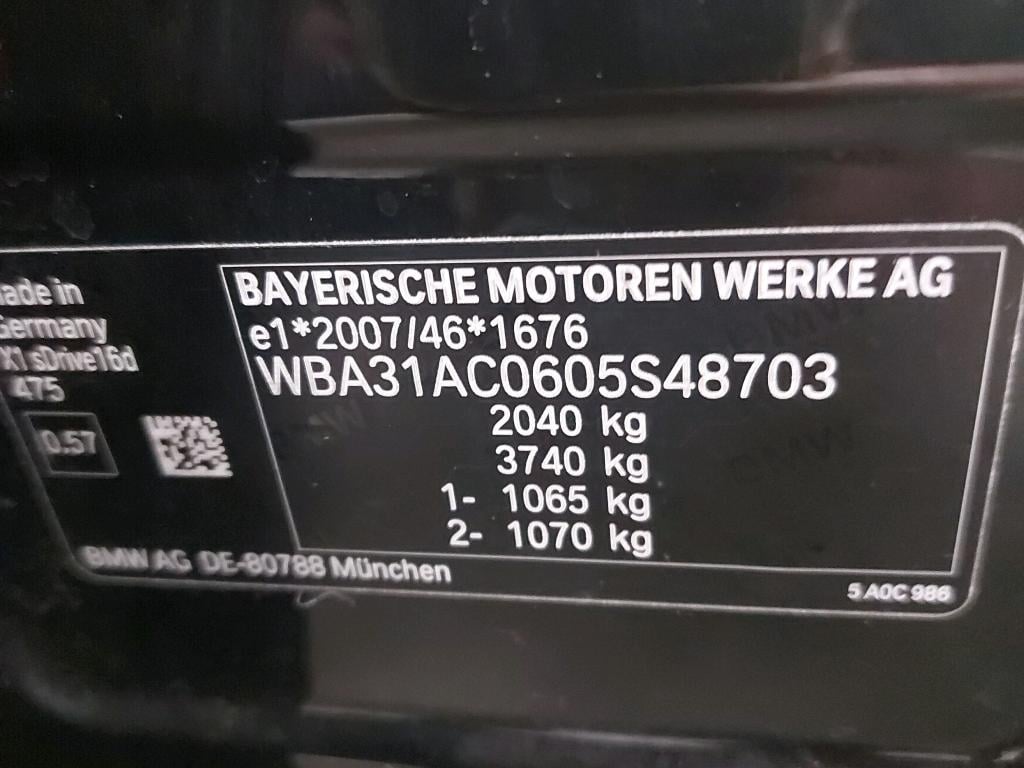 ade in
Germany
X1 sDrive16d
475
0.57
BAYERISCHE MOTOREN WERKE AG
e1*2007/46*1676
WBA31AC0605S48703
2040 kg
3740 kg
1- 1065 kg
2- 1070 kg
BMW AG DE-80788 München
5 A0C 986